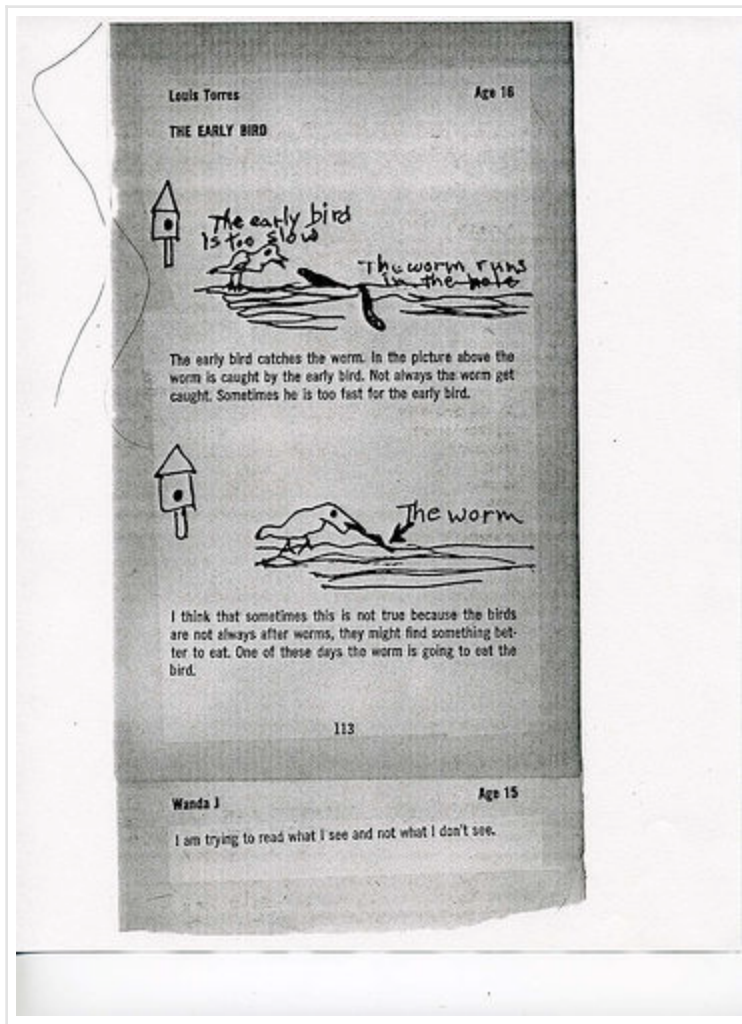 Louis Torres Age 16
THE EARLY BIRD
The early bird
is too slow
The worm runs
in the hole
The early bird catches the worm. In the picture above the
worm is caught by the early bird. Not always the worm get
caught. Sometimes he is too fast for the early bird.
The worm
I think that sometimes this is not true because the birds
are not always after worms, they might find something bet-
ter to eat. One of these days the worm is going to eat the
bird.
113
Wanda J Age 15
I am trying to read what I see and not what I don't see.